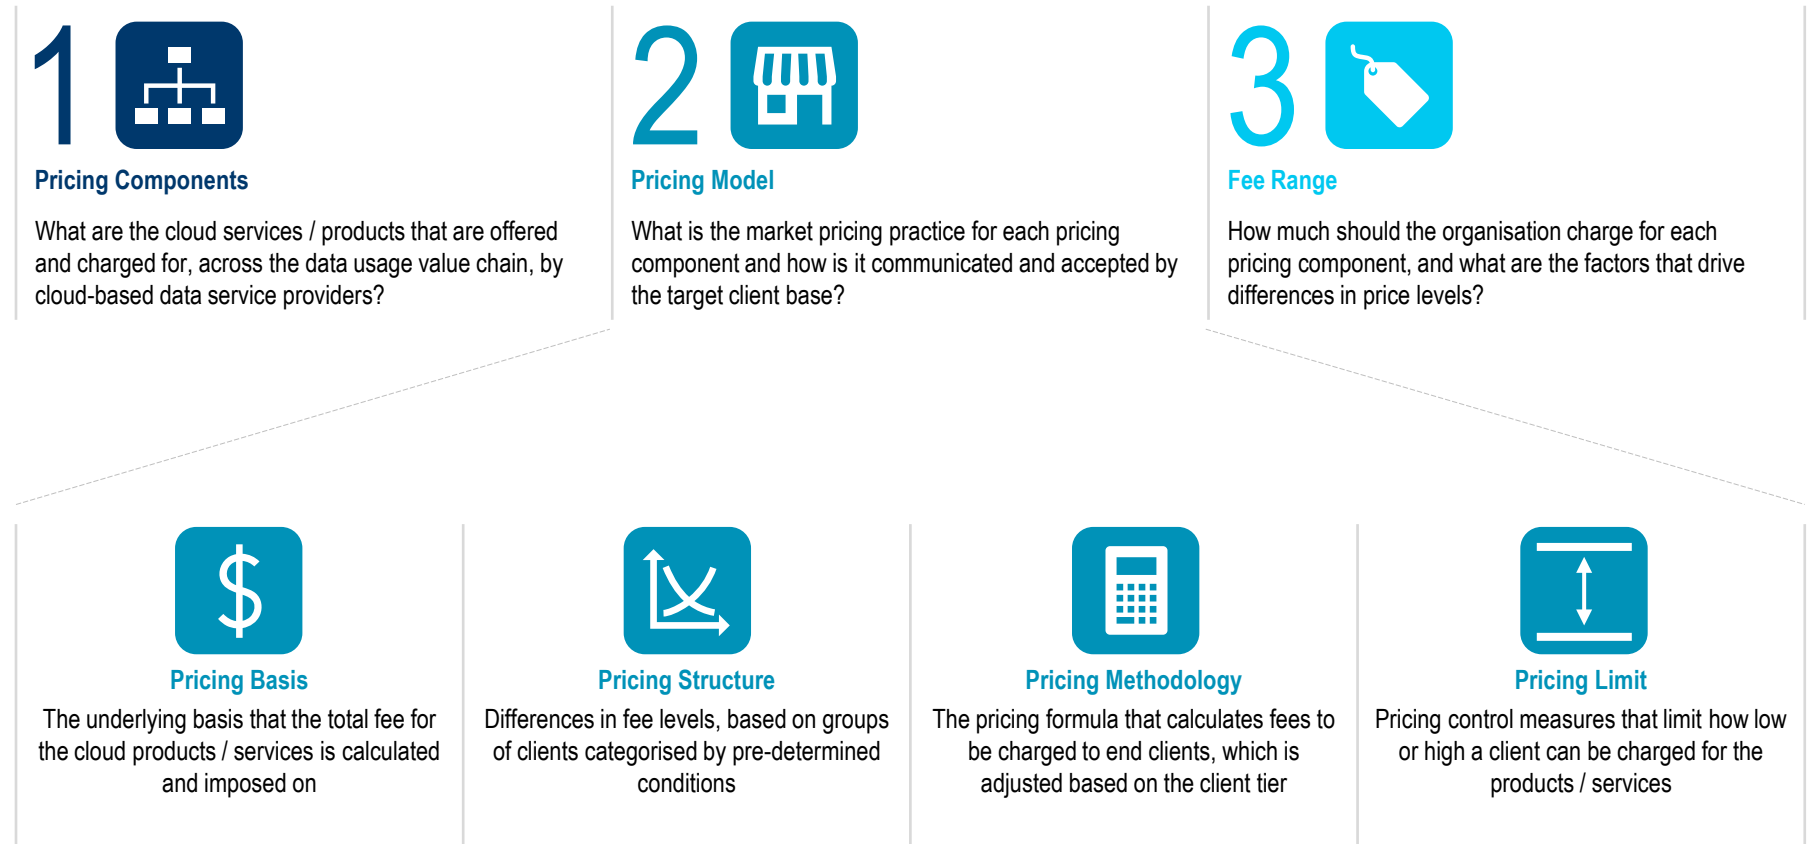 1
Pricing Components
What are the cloud services / products that are offered
and charged for, across the data usage value chain, by
cloud-based data service providers?
2
Pricing Model
What is the market pricing practice for each pricing
component and how is it communicated and accepted by
the target client base?
3
Fee Range
How much should the organisation charge for each
pricing component, and what are the factors that drive
differences in price levels?
$
Pricing Basis
The underlying basis that the total fee for
the cloud products / services is calculated
and imposed on
Pricing Structure
Differences in fee levels, based on groups
of clients categorised by pre-determined
conditions
Pricing Methodology
The pricing formula that calculates fees to
be charged to end clients, which is
adjusted based on the client tier
Pricing Limit
Pricing control measures that limit how low
or high a client can be charged for the
products / services